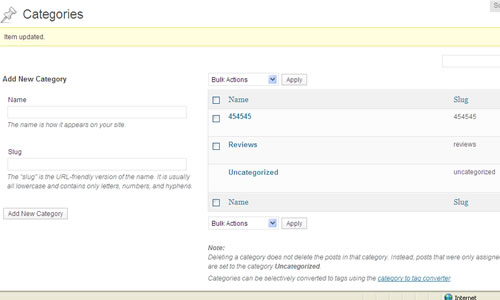 Categories
Item updated.
Add New Category
Name
The name is how it appears on your site.
Slug
The "slug" is the URL-friendly version of the name. It is usually
all lowercase and contains only letters, numbers, and hyphens.
Add New Category
Bulk Actions Apply
Name Slug
454545 454545
Reviews reviews
Uncategorized uncategorized
Name Slug
Bulk Actions Apply
Note:
Deleting a category does not delete the posts in that category. Instead, posts that were only assigne
are set to the category Uncategorized.
Categories can be selectively converted to tags using the category to tag converter
Internet